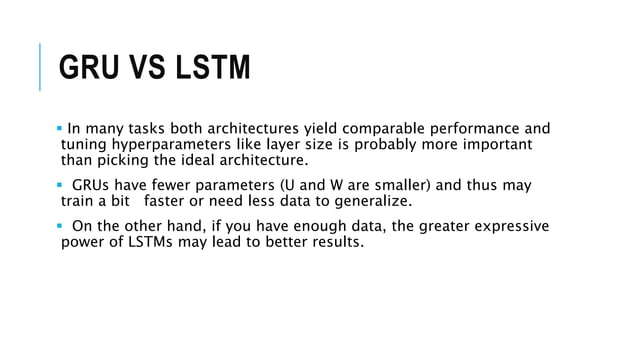 GRU VS LSTM
▪ In many tasks both architectures yield comparable performance and
tuning hyperparameters like layer size is probably more important
than picking the ideal architecture.
▪ GRUs have fewer parameters (U and W are smaller) and thus may
train a bit faster or need less data to generalize.
▪ On the other hand, if you have enough data, the greater expressive
power of LSTMs may lead to better results.